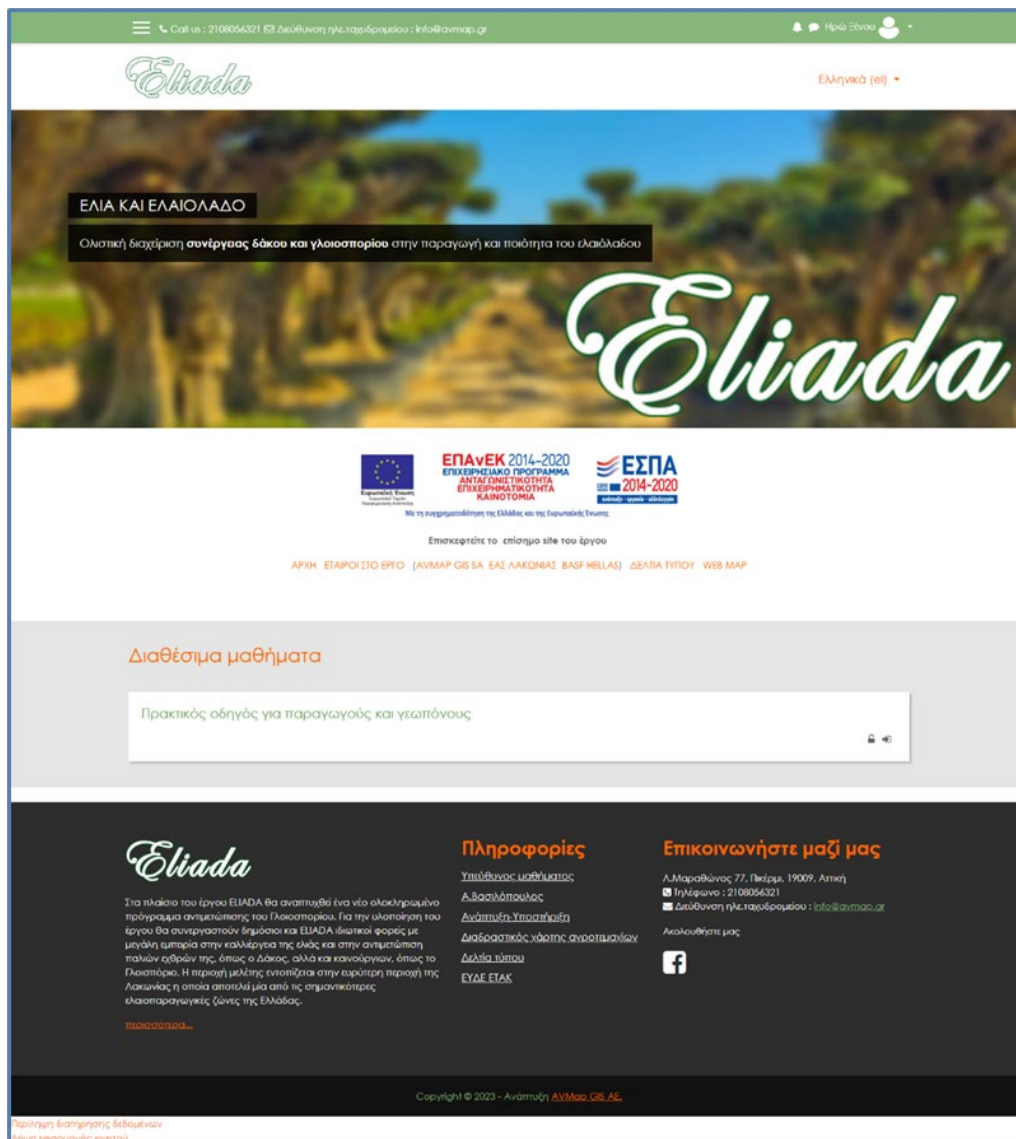 Call us : 2108056321 Διεύθυνση ηλε.ταχυδρομείου : info@avmap.gr
Ηρώ Ξένου
Eliada
Ελληνικά (el)
ΕΛΙΑ ΚΑΙ ΕΛΑΙΟΛΑΔΟ
Ολιστική διαχείριση συνέργειας δάκου και γλοιοσπορίου στην παραγωγή και ποιότητα του ελαιόλαδου
Eliada
Ευρωπαϊκή Ένωση
ΕΠΑνΕΚ 2014-2020
ΕΠΙΧΕΙΡΗΣΙΑΚΟ ΠΡΟΓΡΑΜΜΑ
ΑΝΤΑΓΩΝΙΣΤΙΚΟΤΗΤΑ
ΕΠΙΧΕΙΡΗΜΑΤΙΚΟΤΗΤΑ
ΚΑΙΝΟΤΟΜΙΑ
ΕΣΠΑ
2014-2020
ανάπτυξη - εργασία - αλληλεγγύη
Με τη συγχρηματοδότηση της Ελλάδας και της Ευρωπαϊκής Ένωσης
Επισκεφτείτε το επίσημο site του έργου
ΑΡΧΗ ΕΤΑΙΡΟΙ ΣΤΟ ΕΡΓΟ (AVMAP GIS SA ΕΑΣ ΛΑΚΩΝΙΑΣ BASF HELLAS) ΔΕΛΤΙΑ ΤΥΠΟΥ WEB MAP
Διαθέσιμα μαθήματα
Πρακτικός οδηγός για παραγωγούς και γεωπόνους
Eliada
Στα πλαίσιο του έργου ELIADA θα αναπτυχθεί ένα νέο ολοκληρωμένο
πρόγραμμα αντιμετώπισης του Γλοιοσπορίου. Για την υλοποίηση του
έργου θα συνεργαστούν δημόσιοι και ELIADA ιδιωτικοί φορείς με
μεγάλη εμπειρία στην καλλιέργεια της ελιάς και στην αντιμετώπιση
παλιών εχθρών της, όπως ο Δάκος, αλλά και καινούργιων, όπως το
Γλοιοσπόριο. Η περιοχή μελέτης εντοπίζεται στην ευρύτερη περιοχή της
Λακωνίας η οποία αποτελεί μία από τις σημαντικότερες
ελαιοπαραγωγικές ζώνες της Ελλάδας.
περισσότερα...
Πληροφορίες
Υπεύθυνος μαθήματος
Α.Βασιλόπουλος
Ανάπτυξη-Υποστήριξη
Διαδραστικός χάρτης αγροτεμαχίων
Δελτία τύπου
ΕΥΔΕ ΕΤΑΚ
Επικοινωνήστε μαζί μας
Λ.Μαραθώνος 77, Πικέρμι, 19009, Αττική
Τηλέφωνο : 2108056321
Διεύθυνση ηλε.ταχυδρομείου : info@avmap.gr
Ακολουθήστε μας
Copyright © 2023 - Ανάπτυξη AVMap GIS AE.
Περίληψη διατήρησης δεδομένων